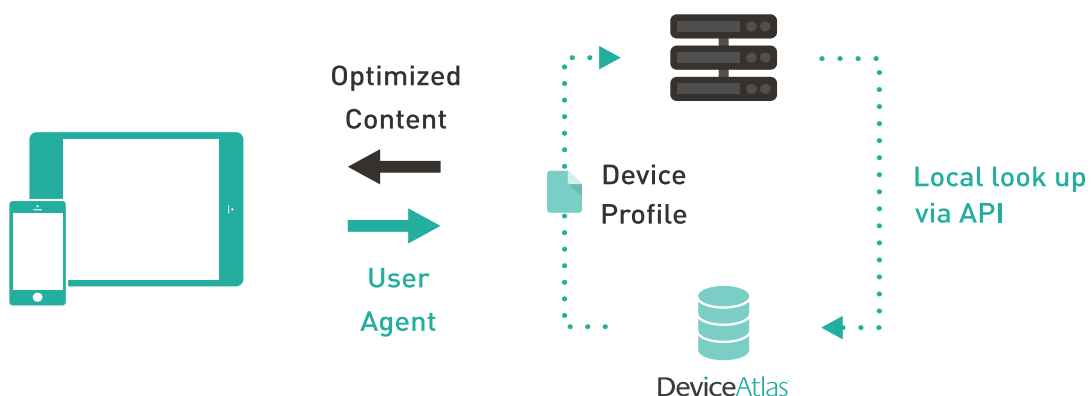 Optimized
Content
User
Agent
Device
Profile
Local look up
via API
DeviceAtlas